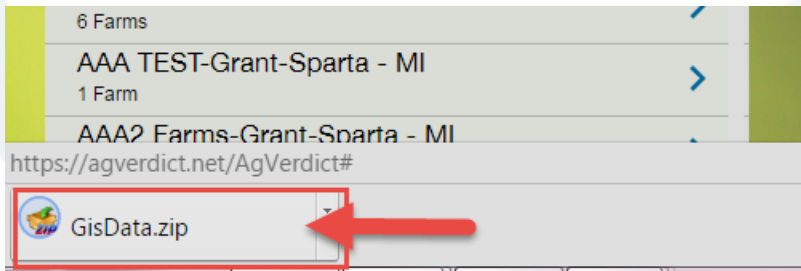 6 Farms
AAA TEST-Grant-Sparta - MI
1 Farm
AAA2 Farms-Grant-Sparta - MI
https://agverdict.net/AgVerdict#
ZIP
GisData.zip